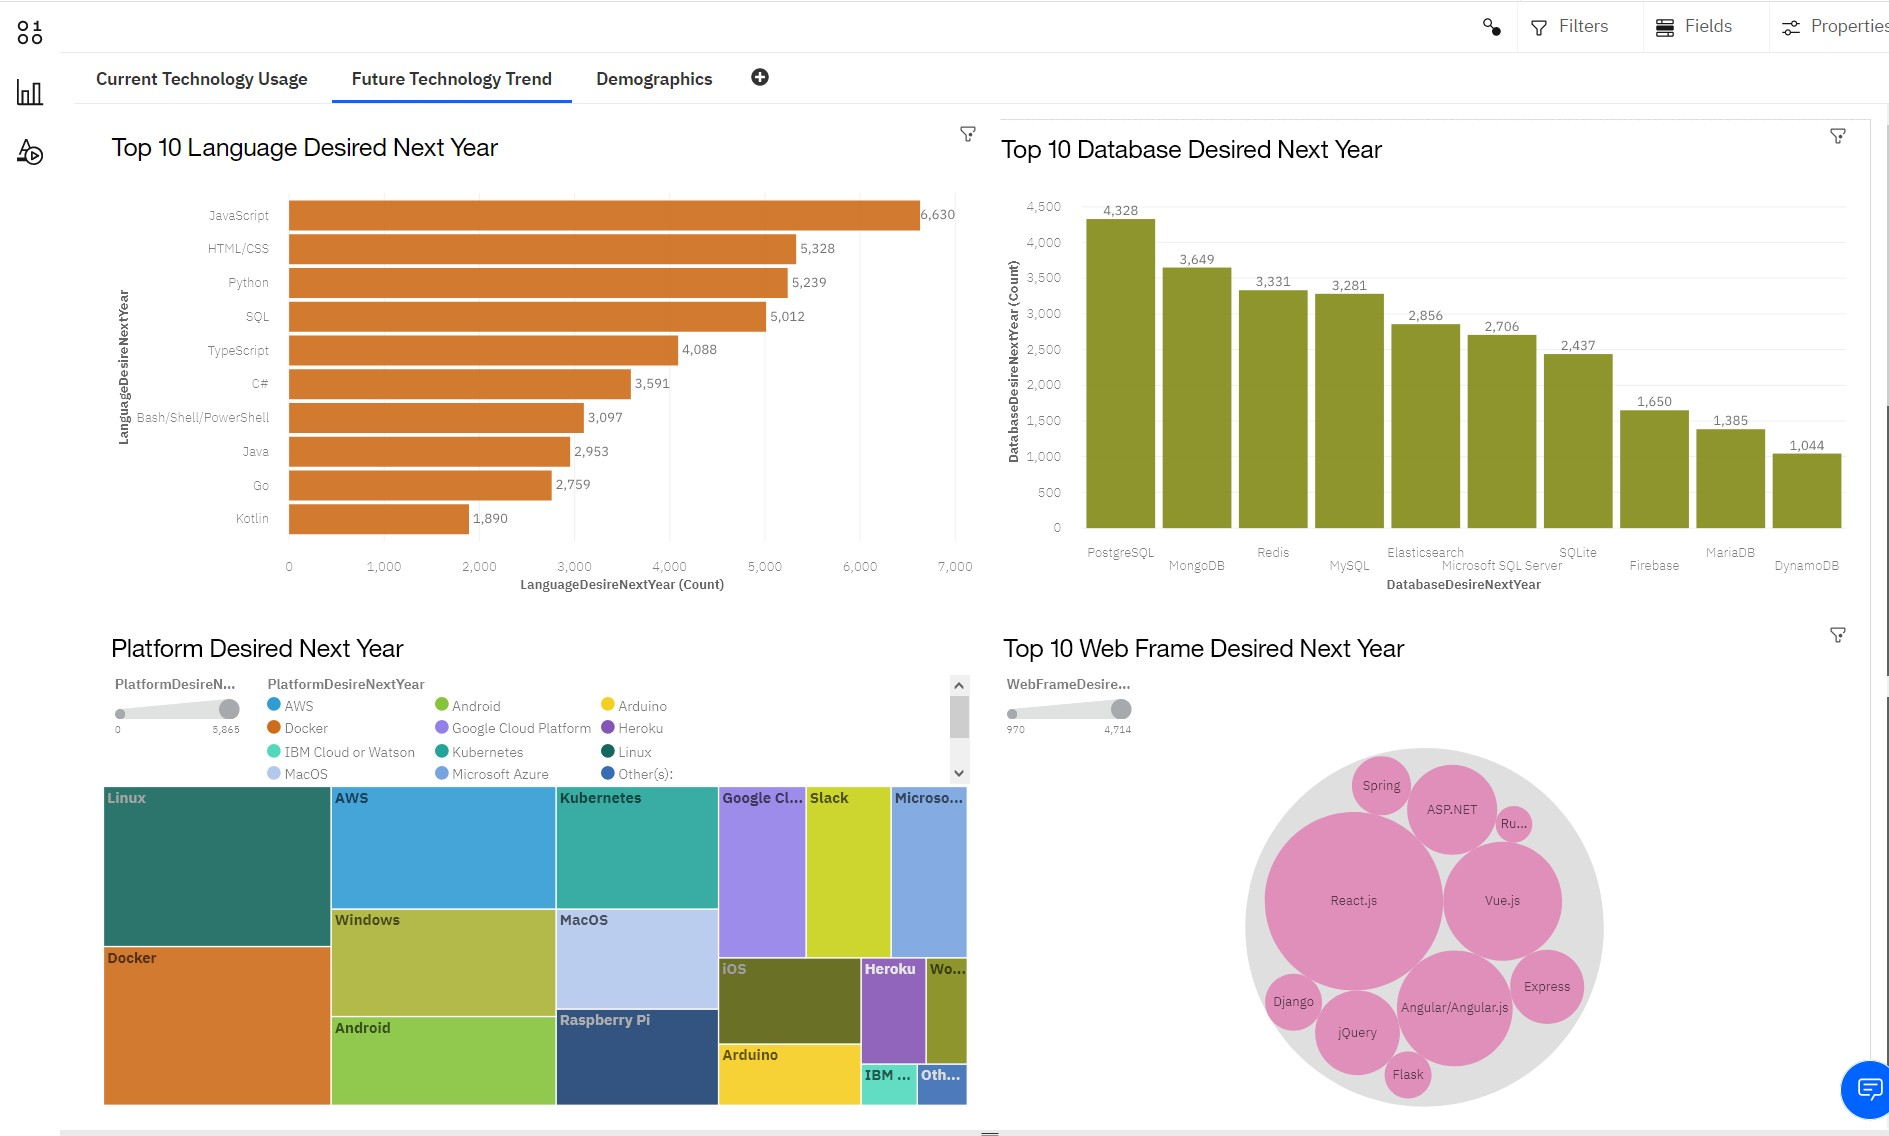 Filters
Fields
Properties
Current Technology Usage
Future Technology Trend
Demographics
Top 10 Language Desired Next Year
LanguageDesireNextYear
JavaScript 6,630
HTML/CSS 5,328
Python 5,239
SQL 5,012
TypeScript 4,088
C# 3,591
Bash/Shell/PowerShell 3,097
Java 2,953
Go 2,759
Kotlin 1,890
0 1,000 2,000 3,000 4,000 5,000 6,000 7,000
LanguageDesireNextYear (Count)
Top 10 Database Desired Next Year
DatabaseDesireNextYear (Count)
4,500
4,000
3,500
3,000
2,500
2,000
1,500
1,000
500
0
4,328
3,649
3,331
3,281
2,856
2,706
2,437
1,650
1,385
1,044
PostgreSQL
MongoDB
Redis
MySQL
Elasticsearch
Microsoft SQL Server
SQLite
Firebase
MariaDB
DynamoDB
DatabaseDesireNextYear
Platform Desired Next Year
PlatformDesireN...
0 5,865
PlatformDesireNextYear
AWS Android Arduino
Docker Google Cloud Platform Heroku
IBM Cloud or Watson Kubernetes Linux
MacOS Microsoft Azure Other(s):
Linux
AWS
Kubernetes
Google Cl...
Slack
Microso...
Windows
MacOS
Docker
iOS
Heroku
Wo...
Raspberry Pi
Android
Arduino
IBM ...
Oth...
Top 10 Web Frame Desired Next Year
WebFrameDesire...
970 4,714
Spring
ASP.NET
Ru...
React.js
Vue.js
Express
Django
Angular/Angular.js
jQuery
Flask